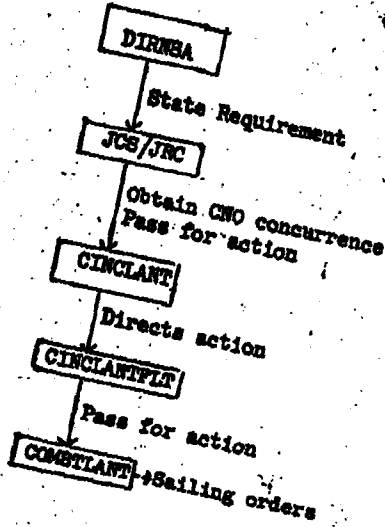 DIRNSA
State Requirement
JCS/JRC
Obtain CNO concurrence
Pass for action
CINCLANT
Directs action
CINCLANTFLT
Pass for action
COMSTLANT
Sailing orders